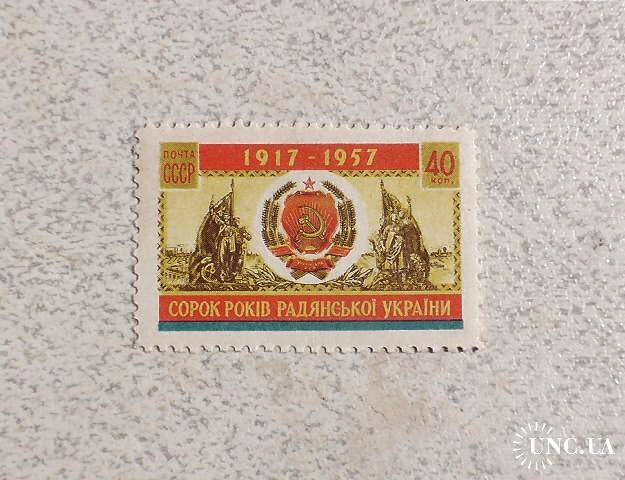 1917 - 1957
ПОЧТА
СССР
40
коп.
СОРОК РОКІВ РАДЯНСЬКОЇ УКРАЇНИ
UNC.UA